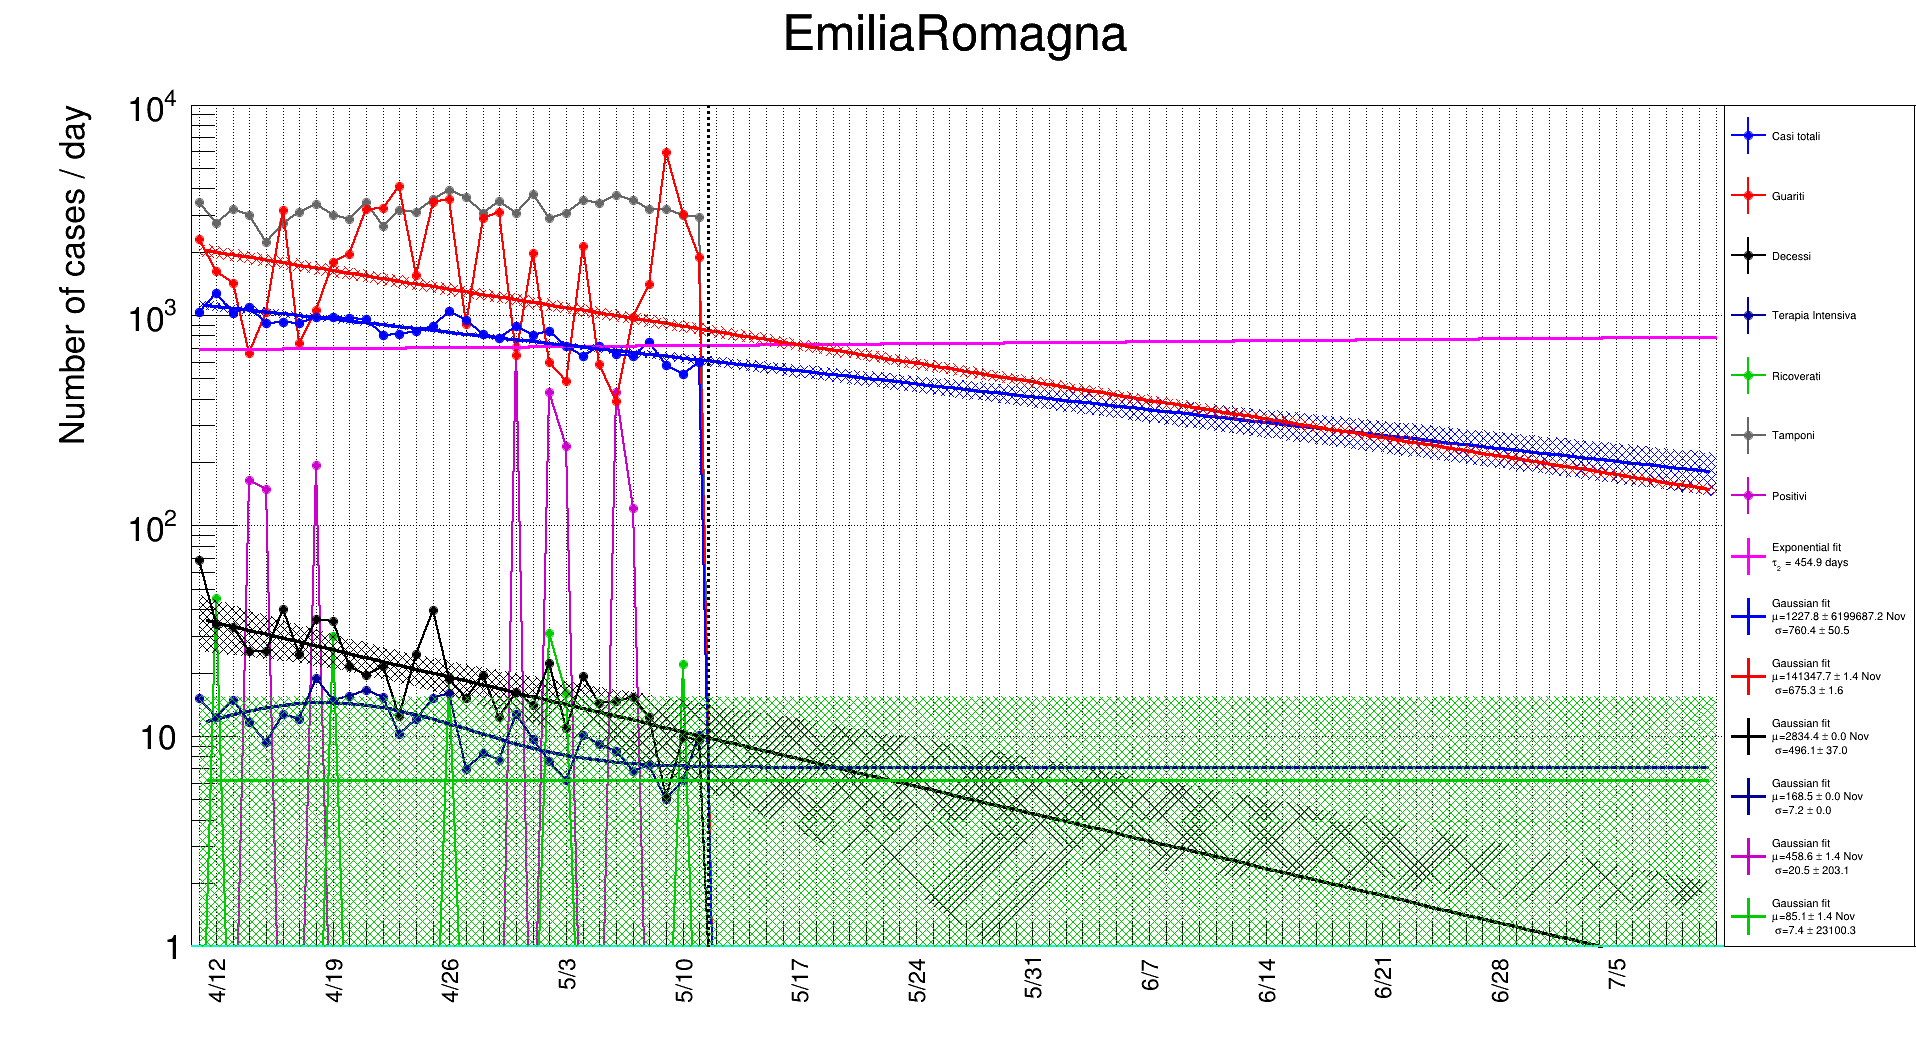 EmiliaRomagna
Number of cases / day
10^4
10^3
10^2
10
1
4/12
4/19
4/26
5/3
5/10
5/17
5/24
5/31
6/7
6/14
6/21
6/28
7/5
Casi totali
Guariti
Decessi
Terapia Intensiva
Ricoverati
Tamponi
Positivi
Exponential fit
τ_2 = 454.9 days
Gaussian fit
μ=1227.8 ± 6199687.2 Nov
σ=760.4 ± 50.5
Gaussian fit
μ=141347.7 ± 1.4 Nov
σ=675.3 ± 1.6
Gaussian fit
μ=2834.4 ± 0.0 Nov
σ=496.1 ± 37.0
Gaussian fit
μ=168.5 ± 0.0 Nov
σ=7.2 ± 0.0
Gaussian fit
μ=458.6 ± 1.4 Nov
σ=20.5 ± 203.1
Gaussian fit
μ=85.1 ± 1.4 Nov
σ=7.4 ± 23100.3